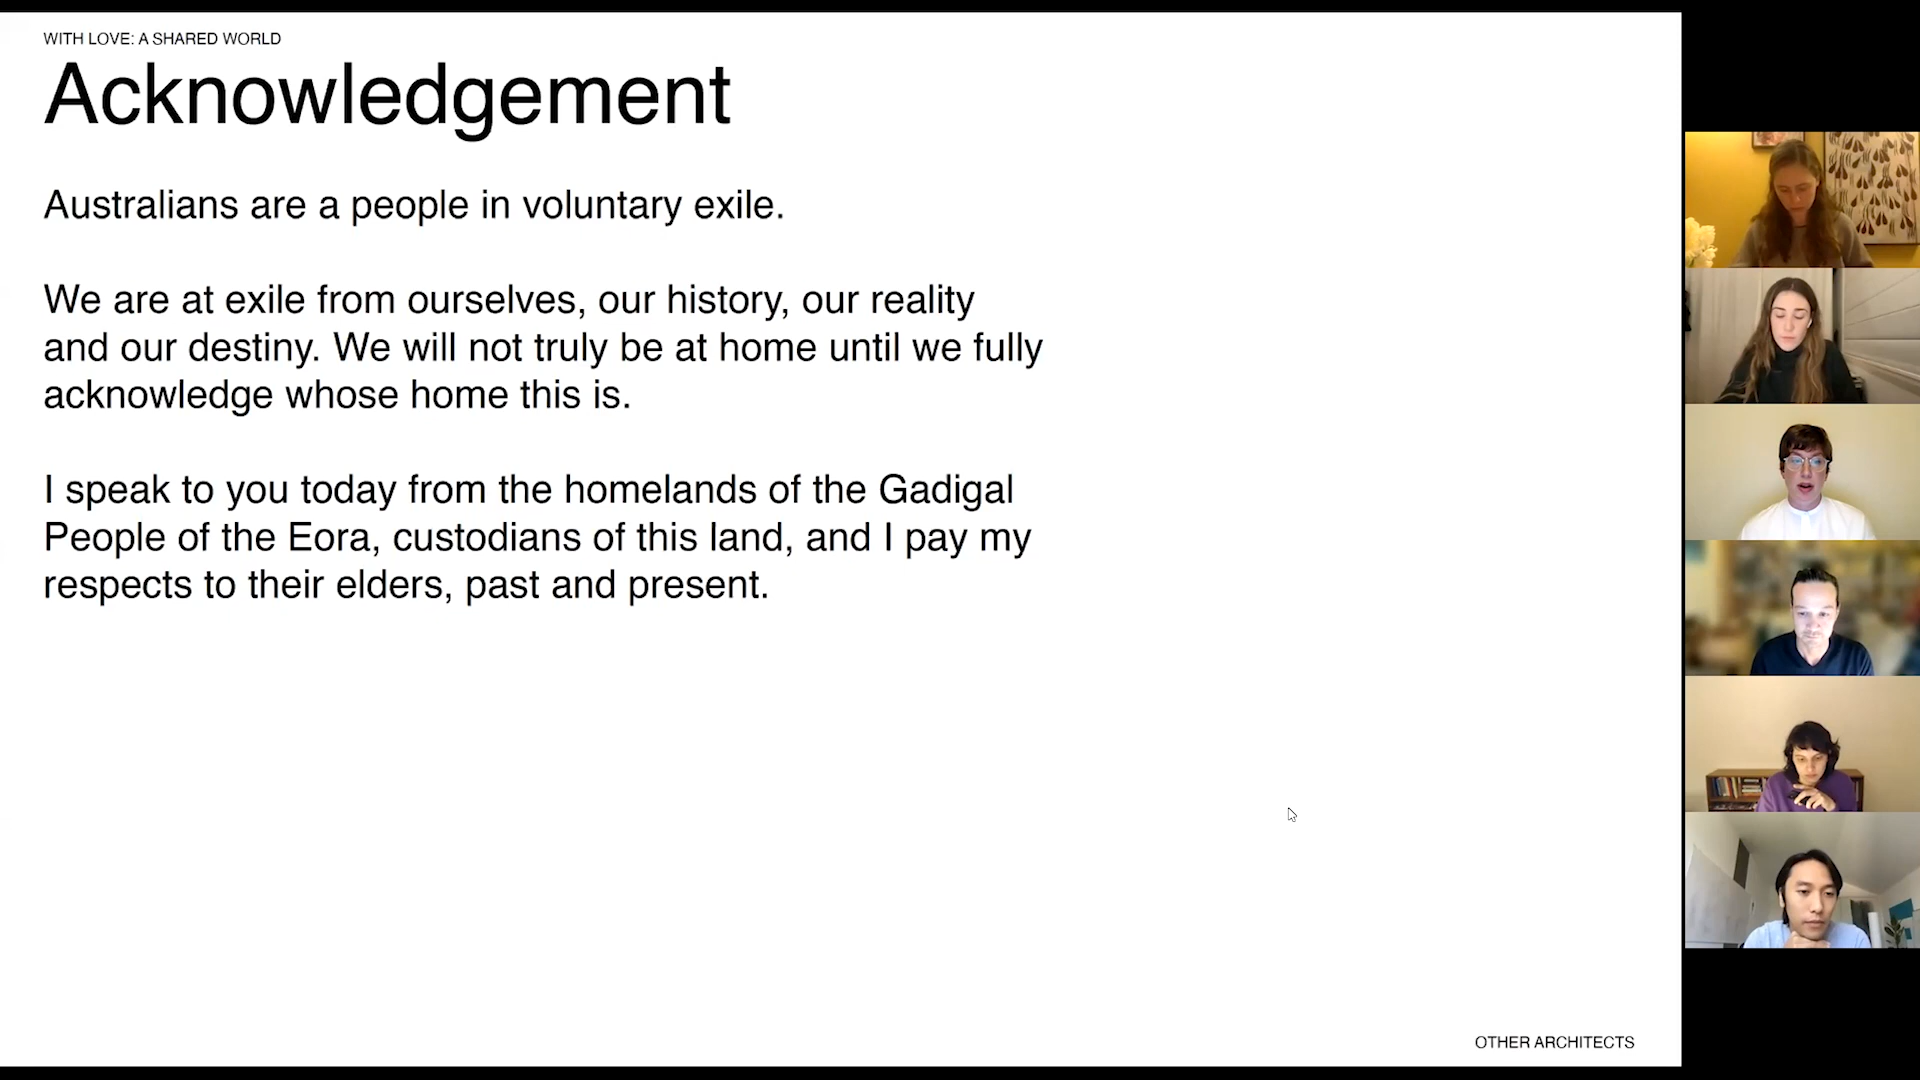 WITH LOVE: A SHARED WORLD
Acknowledgement
Australians are a people in voluntary exile.
We are at exile from ourselves, our history, our reality
and our destiny. We will not truly be at home until we fully
acknowledge whose home this is.
I speak to you today from the homelands of the Gadigal
People of the Eora, custodians of this land, and I pay my
respects to their elders, past and present.
OTHER ARCHITECTS